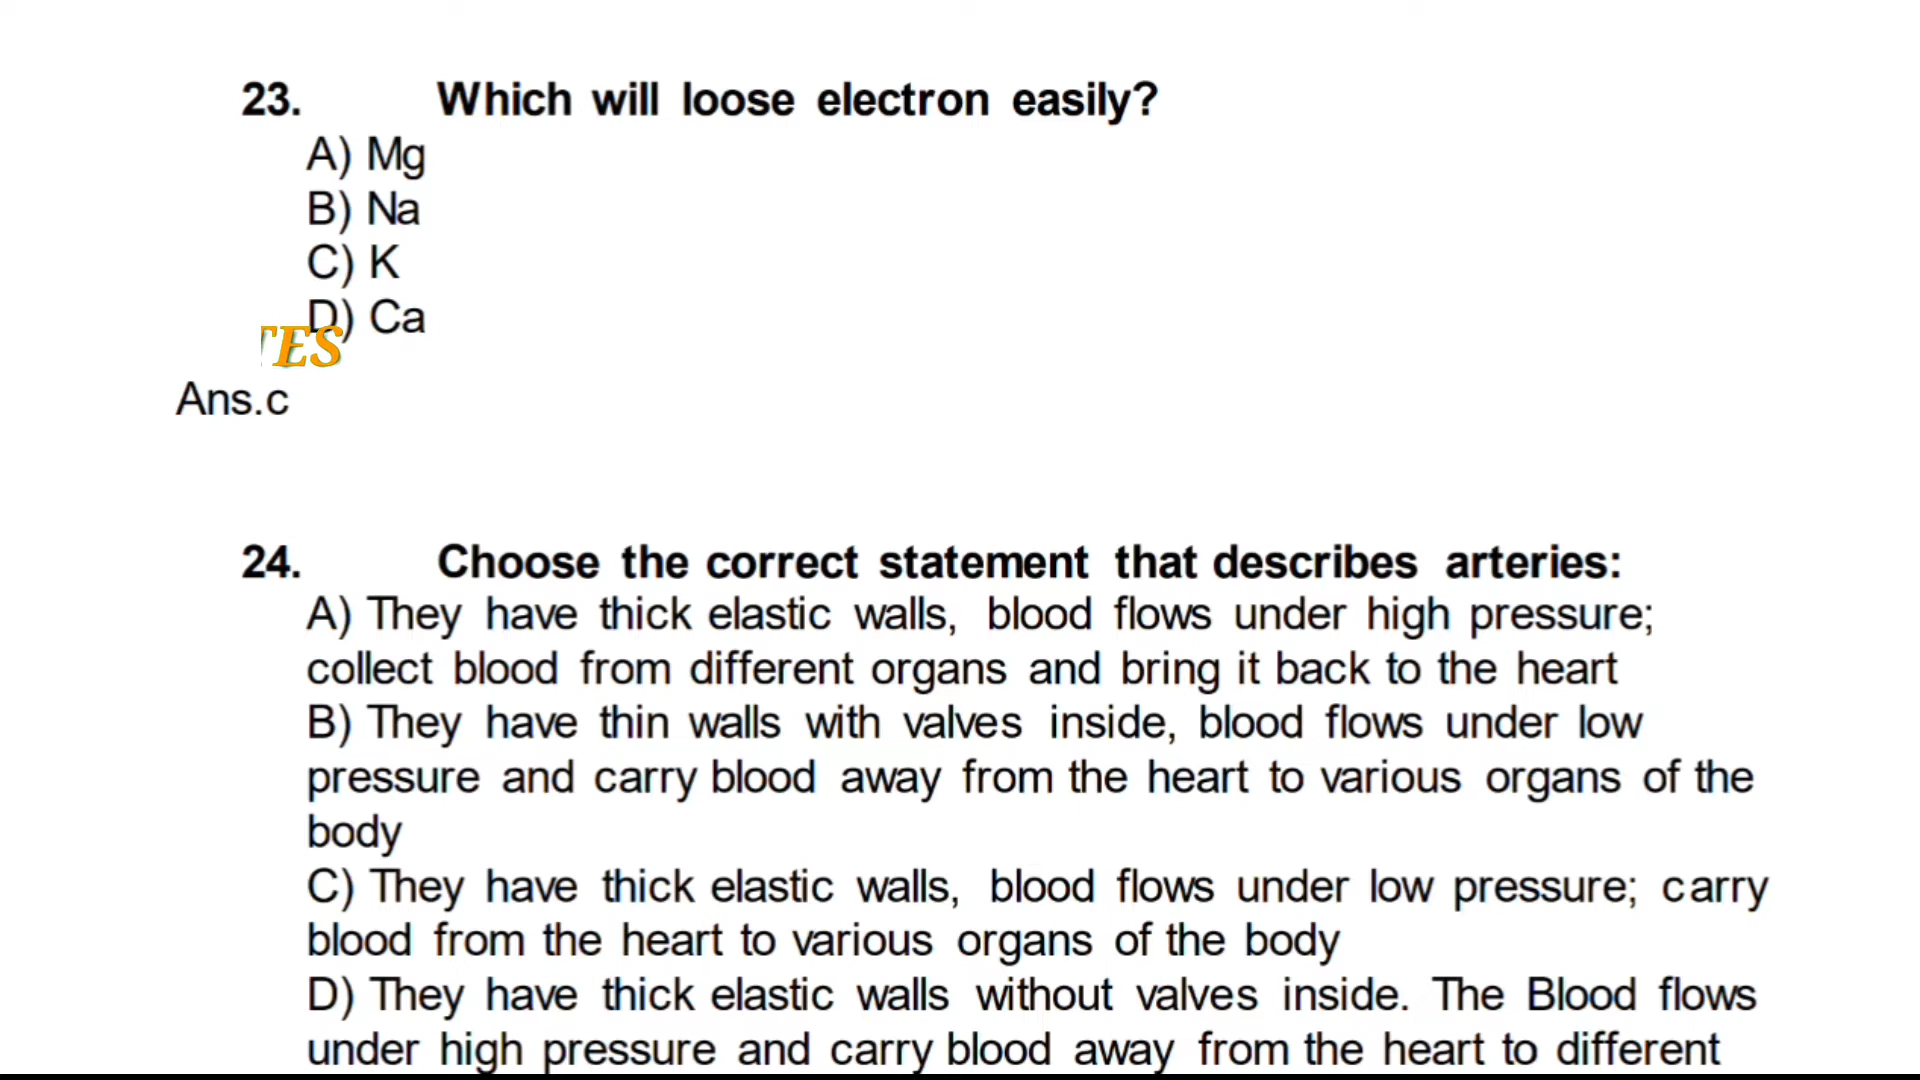 23. Which will loose electron easily?
A) Mg
B) Na
C) K
D) Ca
TES
Ans.c
24. Choose the correct statement that describes arteries:
A) They have thick elastic walls, blood flows under high pressure;
collect blood from different organs and bring it back to the heart
B) They have thin walls with valves inside, blood flows under low
pressure and carry blood away from the heart to various organs of the
body
C) They have thick elastic walls, blood flows under low pressure; carry
blood from the heart to various organs of the body
D) They have thick elastic walls without valves inside. The Blood flows
under high pressure and carry blood away from the heart to different